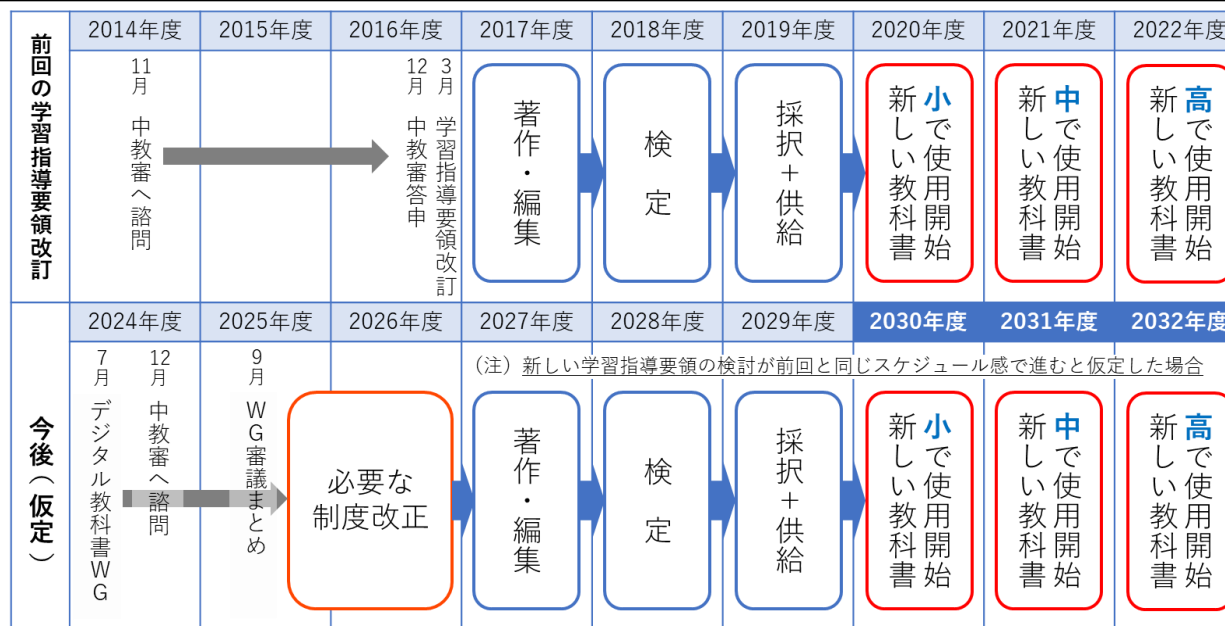 前回の学習指導要領改訂
2014年度
2015年度
2016年度
2017年度
2018年度
2019年度
2020年度
2021年度
2022年度
11月 中教審へ諮問
12月 中教審答申
3月 学習指導要領改訂
著作・編集
検定
採択+供給
小で使用開始
新しい教科書
中で使用開始
新しい教科書
高で使用開始
新しい教科書
今後(仮定)
2024年度
2025年度
2026年度
2027年度
2028年度
2029年度
2030年度
2031年度
2032年度
(注)新しい学習指導要領の検討が前回と同じスケジュール感で進むと仮定した場合
7月 デジタル教科書WG
12月 中教審へ諮問
9月 WG審議まとめ
必要な
制度改正
著作・編集
検定
採択+供給
小で使用開始
新しい教科書
中で使用開始
新しい教科書
高で使用開始
新しい教科書